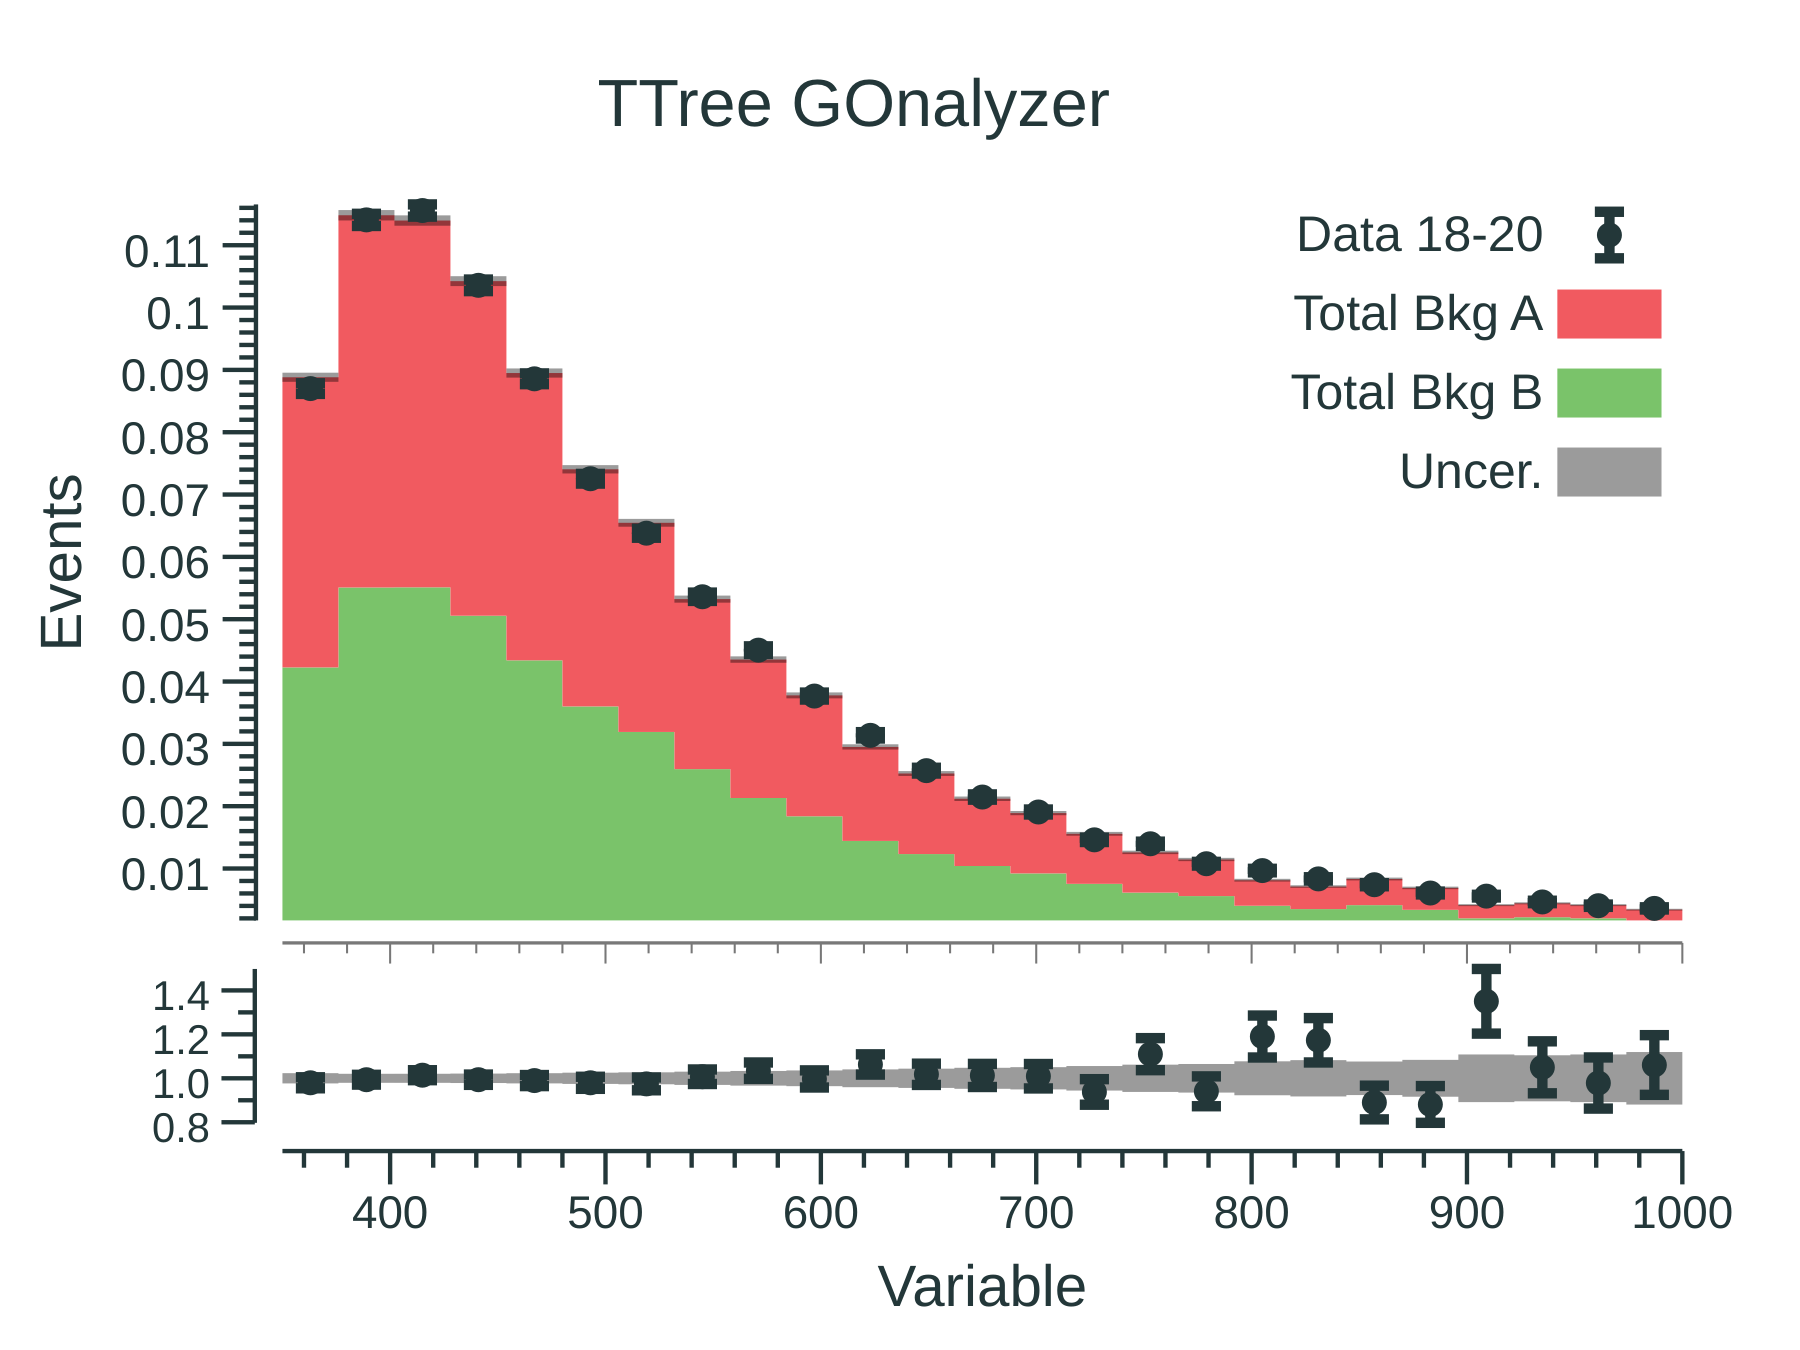 TTree GOnalyzer
Data 18-20
Total Bkg A
Total Bkg B
Uncer.
Events
0.11
0.1
0.09
0.08
0.07
0.06
0.05
0.04
0.03
0.02
0.01
1.4
1.2
1.0
0.8
400 500 600 700 800 900 1000
Variable